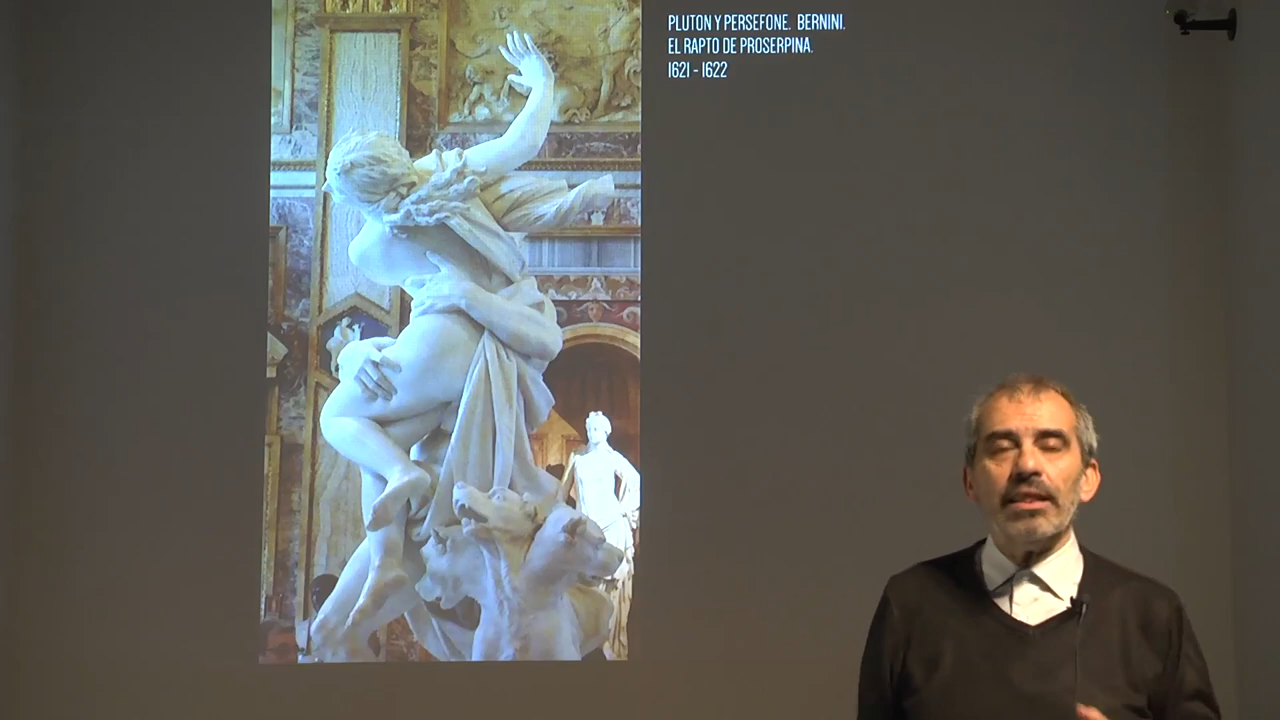 PLUTON Y PERSEFONE. BERNINI.
EL RAPTO DE PROSERPINA.
1621 - 1622